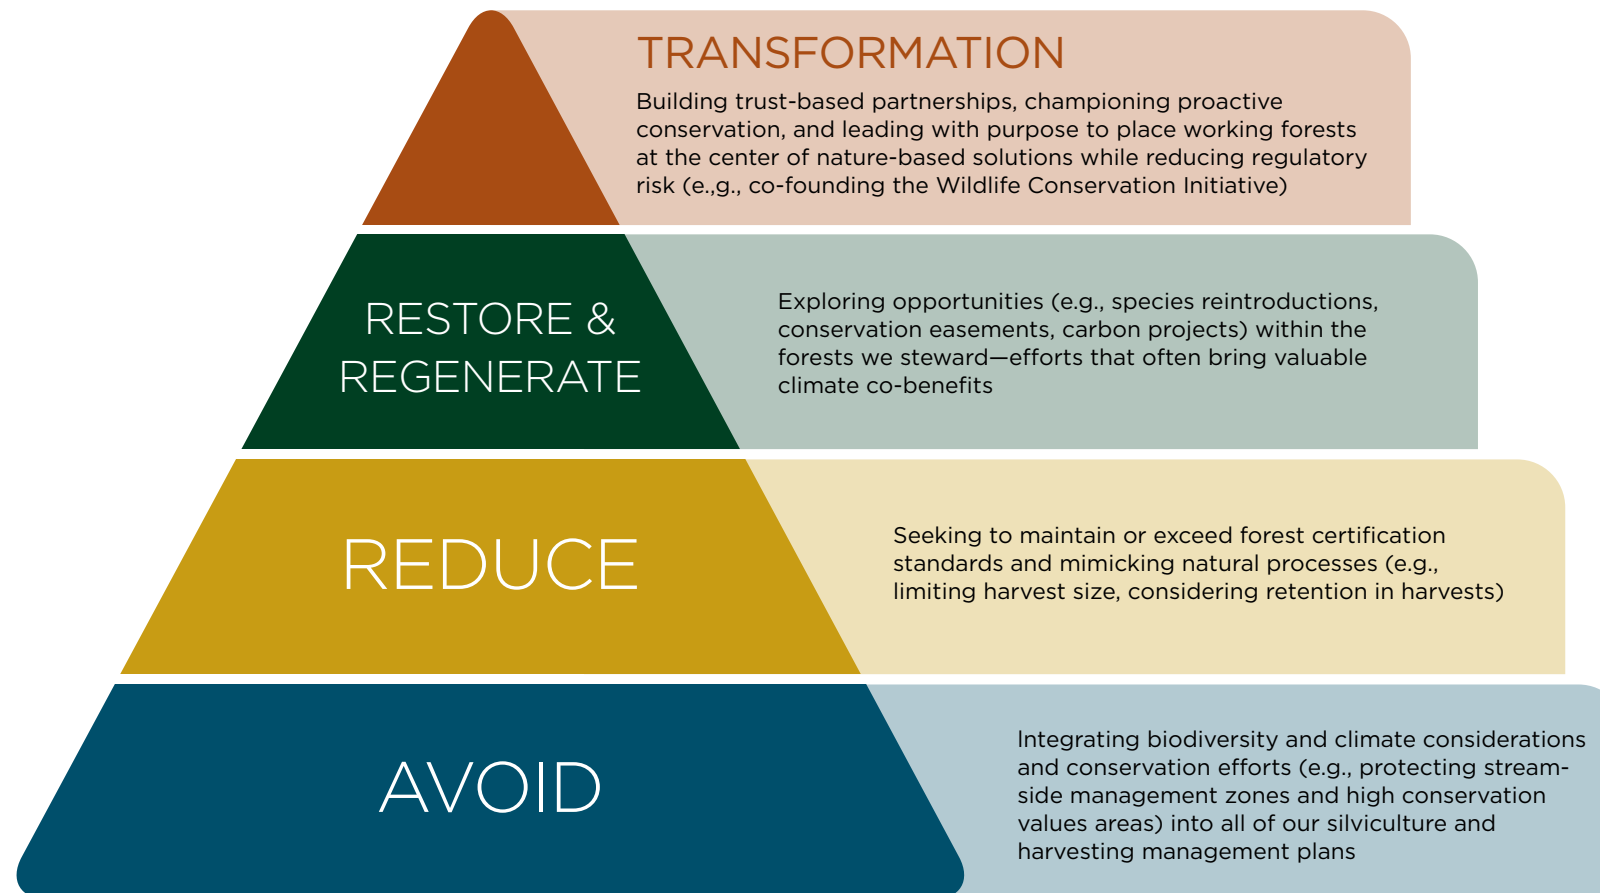 TRANSFORMATION
Building trust-based partnerships, championing proactive
conservation, and leading with purpose to place working forests
at the center of nature-based solutions while reducing regulatory
risk (e.,g., co-founding the Wildlife Conservation Initiative)
RESTORE &
REGENERATE
Exploring opportunities (e.g., species reintroductions,
conservation easements, carbon projects) within the
forests we steward—efforts that often bring valuable
climate co-benefits
REDUCE
Seeking to maintain or exceed forest certification
standards and mimicking natural processes (e.g.,
limiting harvest size, considering retention in harvests)
AVOID
Integrating biodiversity and climate considerations
and conservation efforts (e.g., protecting stream-
side management zones and high conservation
values areas) into all of our silviculture and
harvesting management plans